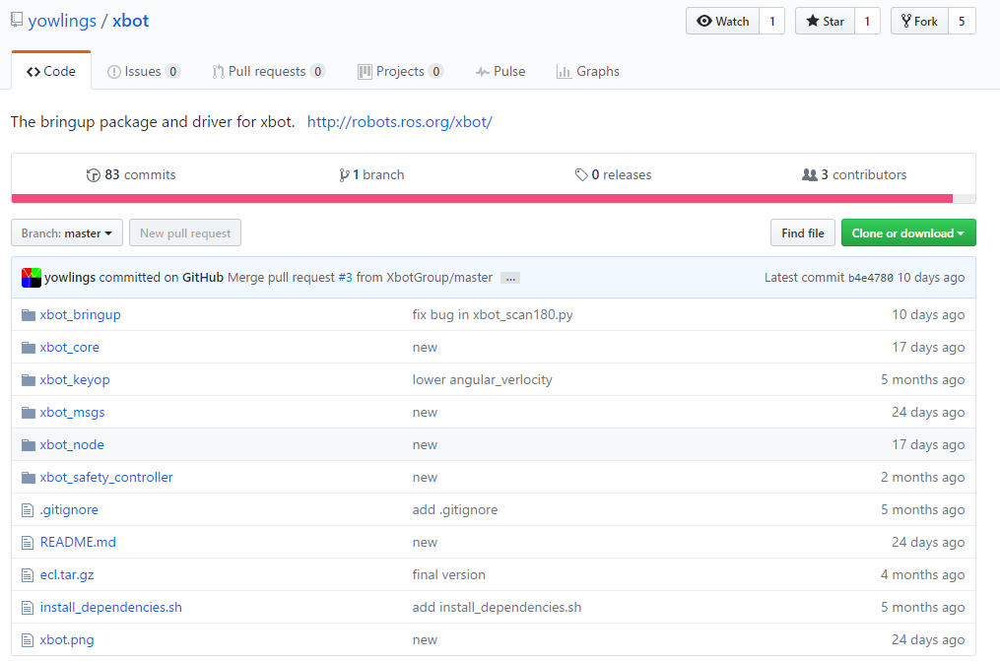 yowlings / xbot Watch 1 Star 1 Fork 5
Code Issues 0 Pull requests 0 Projects 0 Pulse Graphs
The bringup package and driver for xbot. http://robots.ros.org/xbot/
83 commits 1 branch 0 releases 3 contributors
Branch: master New pull request Find file Clone or download
yowlings committed on GitHub Merge pull request #3 from XbotGroup/master ... Latest commit b4e4780 10 days ago
xbot_bringup fix bug in xbot_scan180.py 10 days ago
xbot_core new 17 days ago
xbot_keyop lower angular_verlocity 5 months ago
xbot_msgs new 24 days ago
xbot_node new 17 days ago
xbot_safety_controller new 2 months ago
.gitignore add .gitignore 5 months ago
README.md new 24 days ago
ecl.tar.gz final version 4 months ago
install_dependencies.sh add install_dependencies.sh 5 months ago
xbot.png new 24 days ago